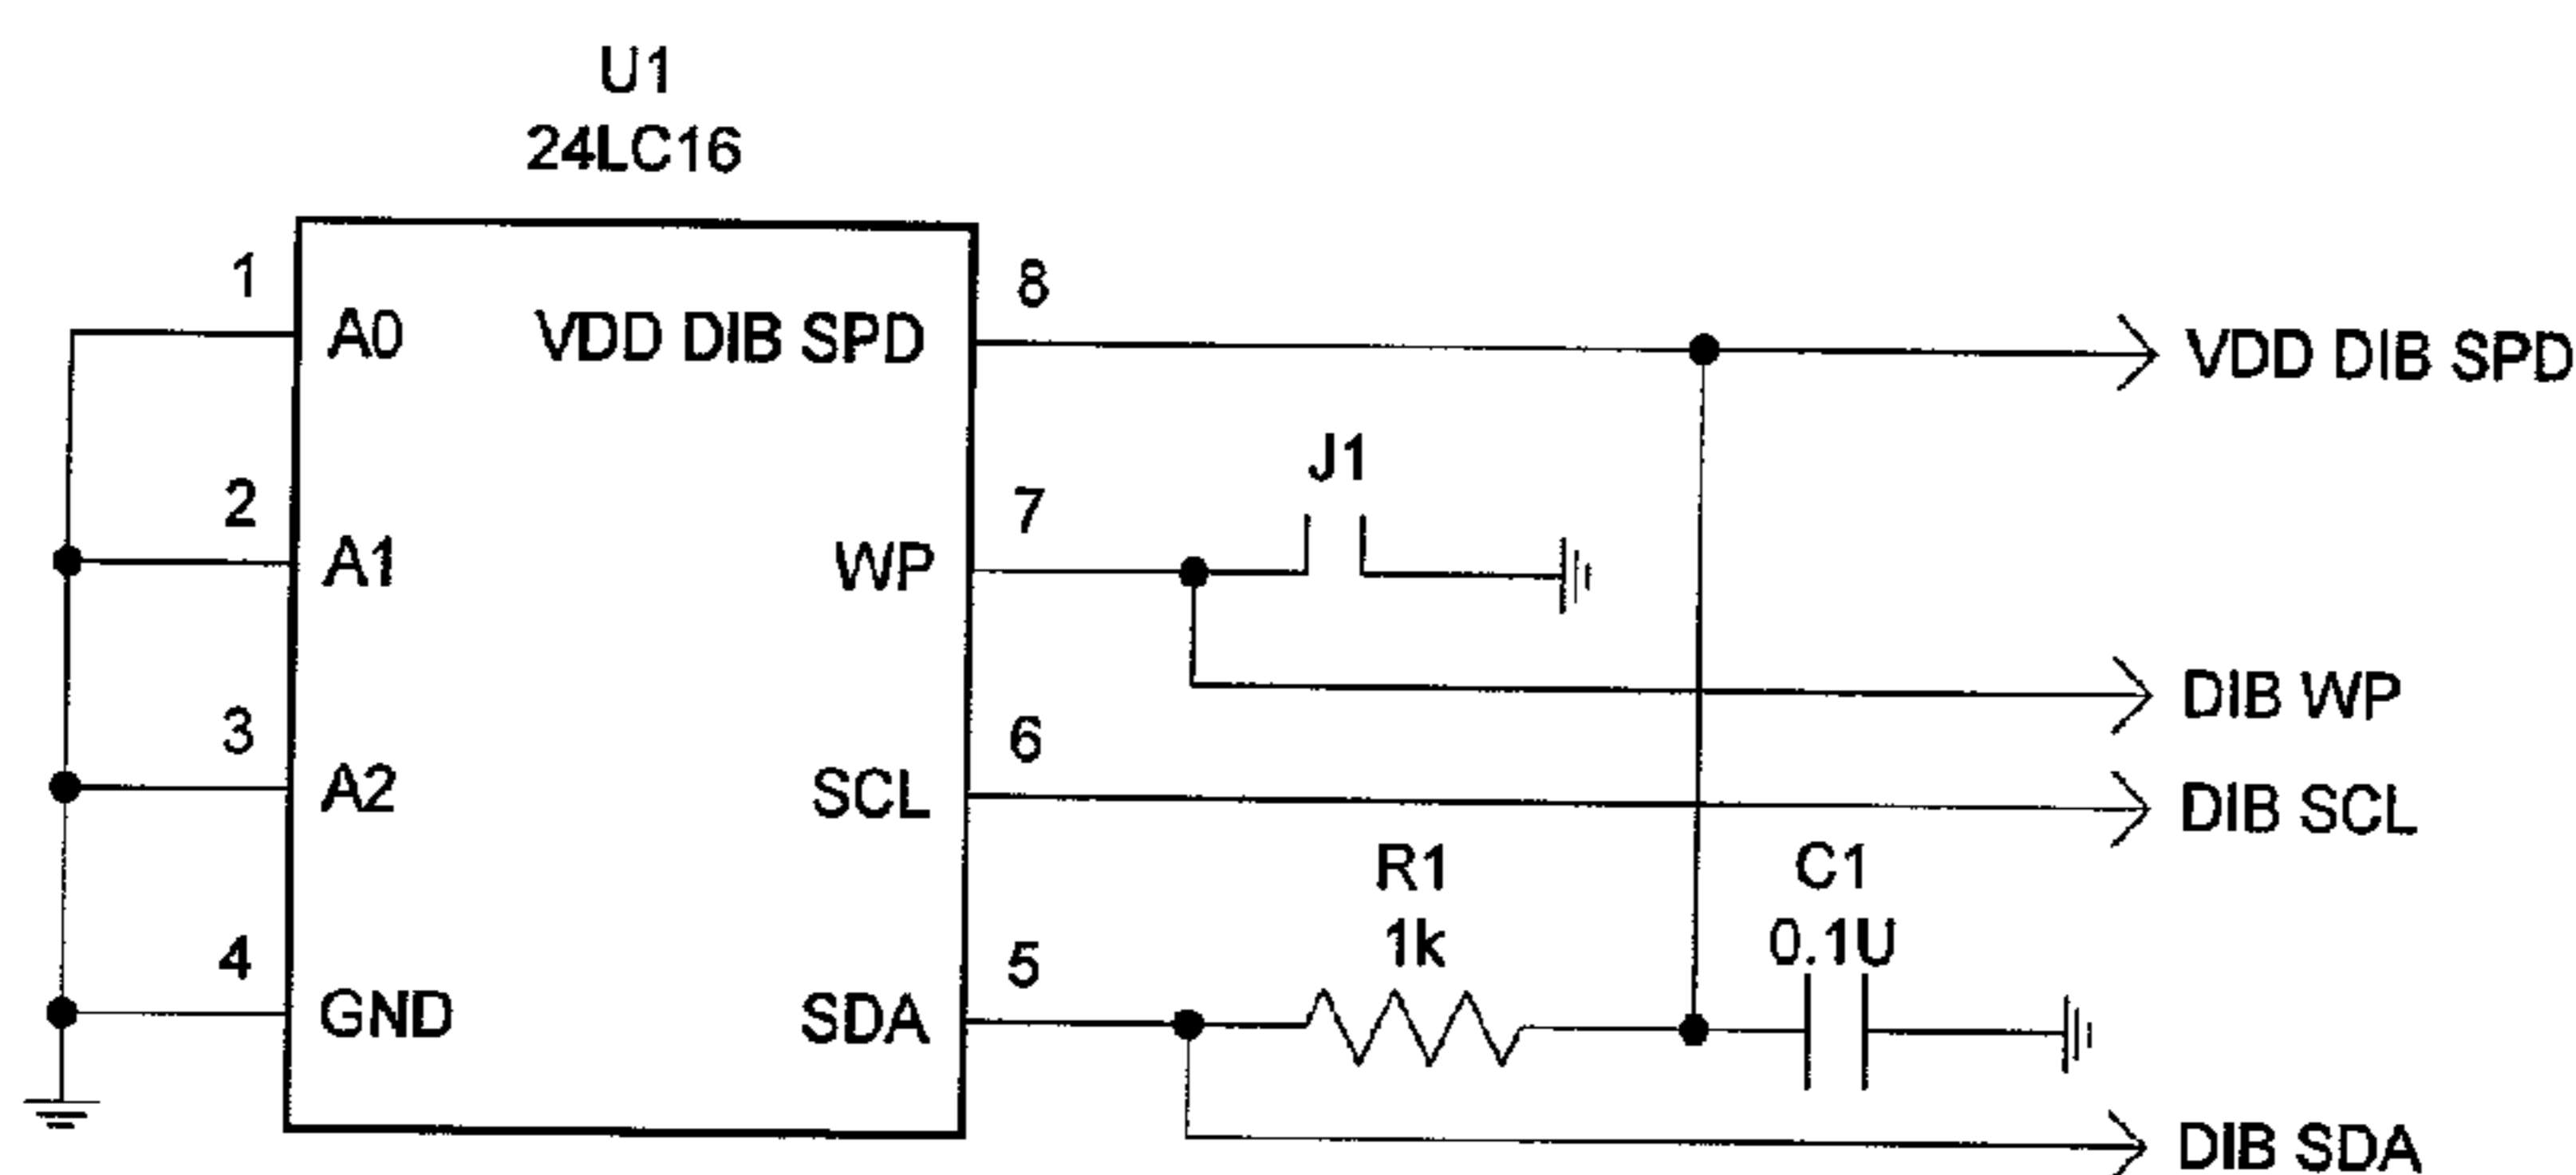 U1
24LC16
1
8
A0
VDD DIB SPD
VDD DIB SPD
J1
2
7
A1
WP
DIB WP
3
6
A2
SCL
DIB SCL
R1
C1
1k
0.1U
4
5
GND
SDA
DIB SDA